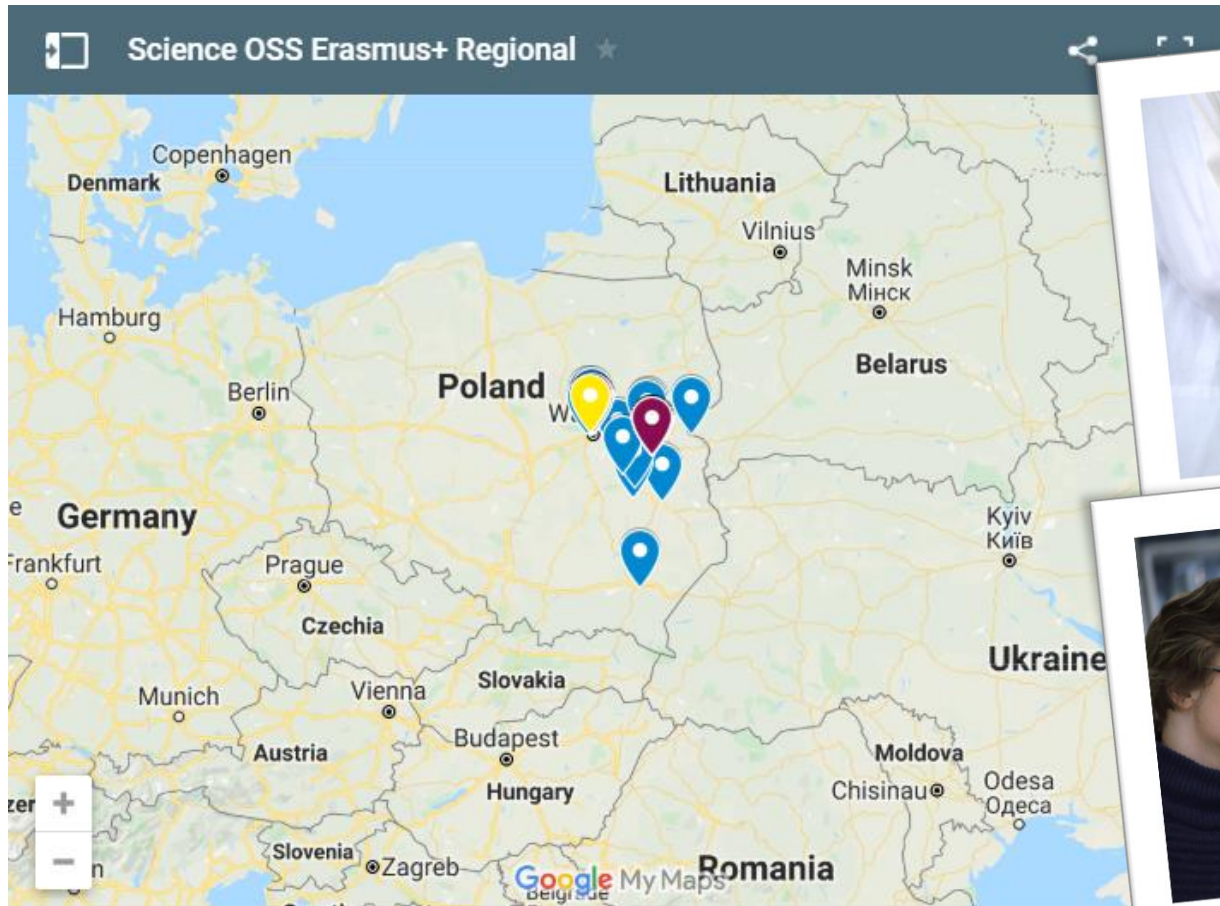 Science OSS Erasmus+ Regional
Copenhagen
Denmark
Lithuania
Vilnius
Minsk
Мінск
Hamburg
Belarus
Berlin
Poland
Germany
Kyiv
Київ
Frankfurt
Prague
Czechia
Ukraine
Slovakia
Munich
Vienna
Austria
Budapest
Moldova
Hungary
Chisinau
Odesa
Одеса
Slovenia
Zagreb
Romania
Google My Maps
Belgrade